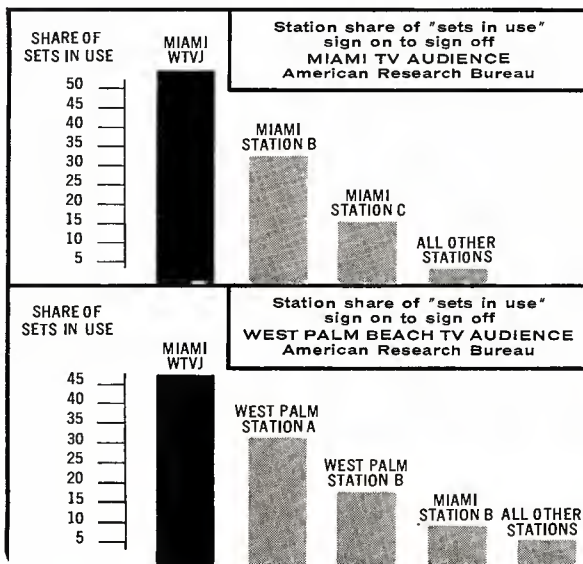 SHARE OF
SETS IN USE
MIAMI
WTVJ
Station share of "sets in use"
sign on to sign off
MIAMI TV AUDIENCE
American Research Bureau
50
45
40
35
30
25
20
15
10
5
MIAMI
STATION B
MIAMI
STATION C
ALL OTHER
STATIONS
SHARE OF
SETS IN USE
MIAMI
WTVJ
Station share of "sets in use"
sign on to sign off
WEST PALM BEACH TV AUDIENCE
American Research Bureau
45
40
35
30
25
20
15
10
5
WEST PALM
STATION A
WEST PALM
STATION B
MIAMI
STATION B
ALL OTHER
STATIONS